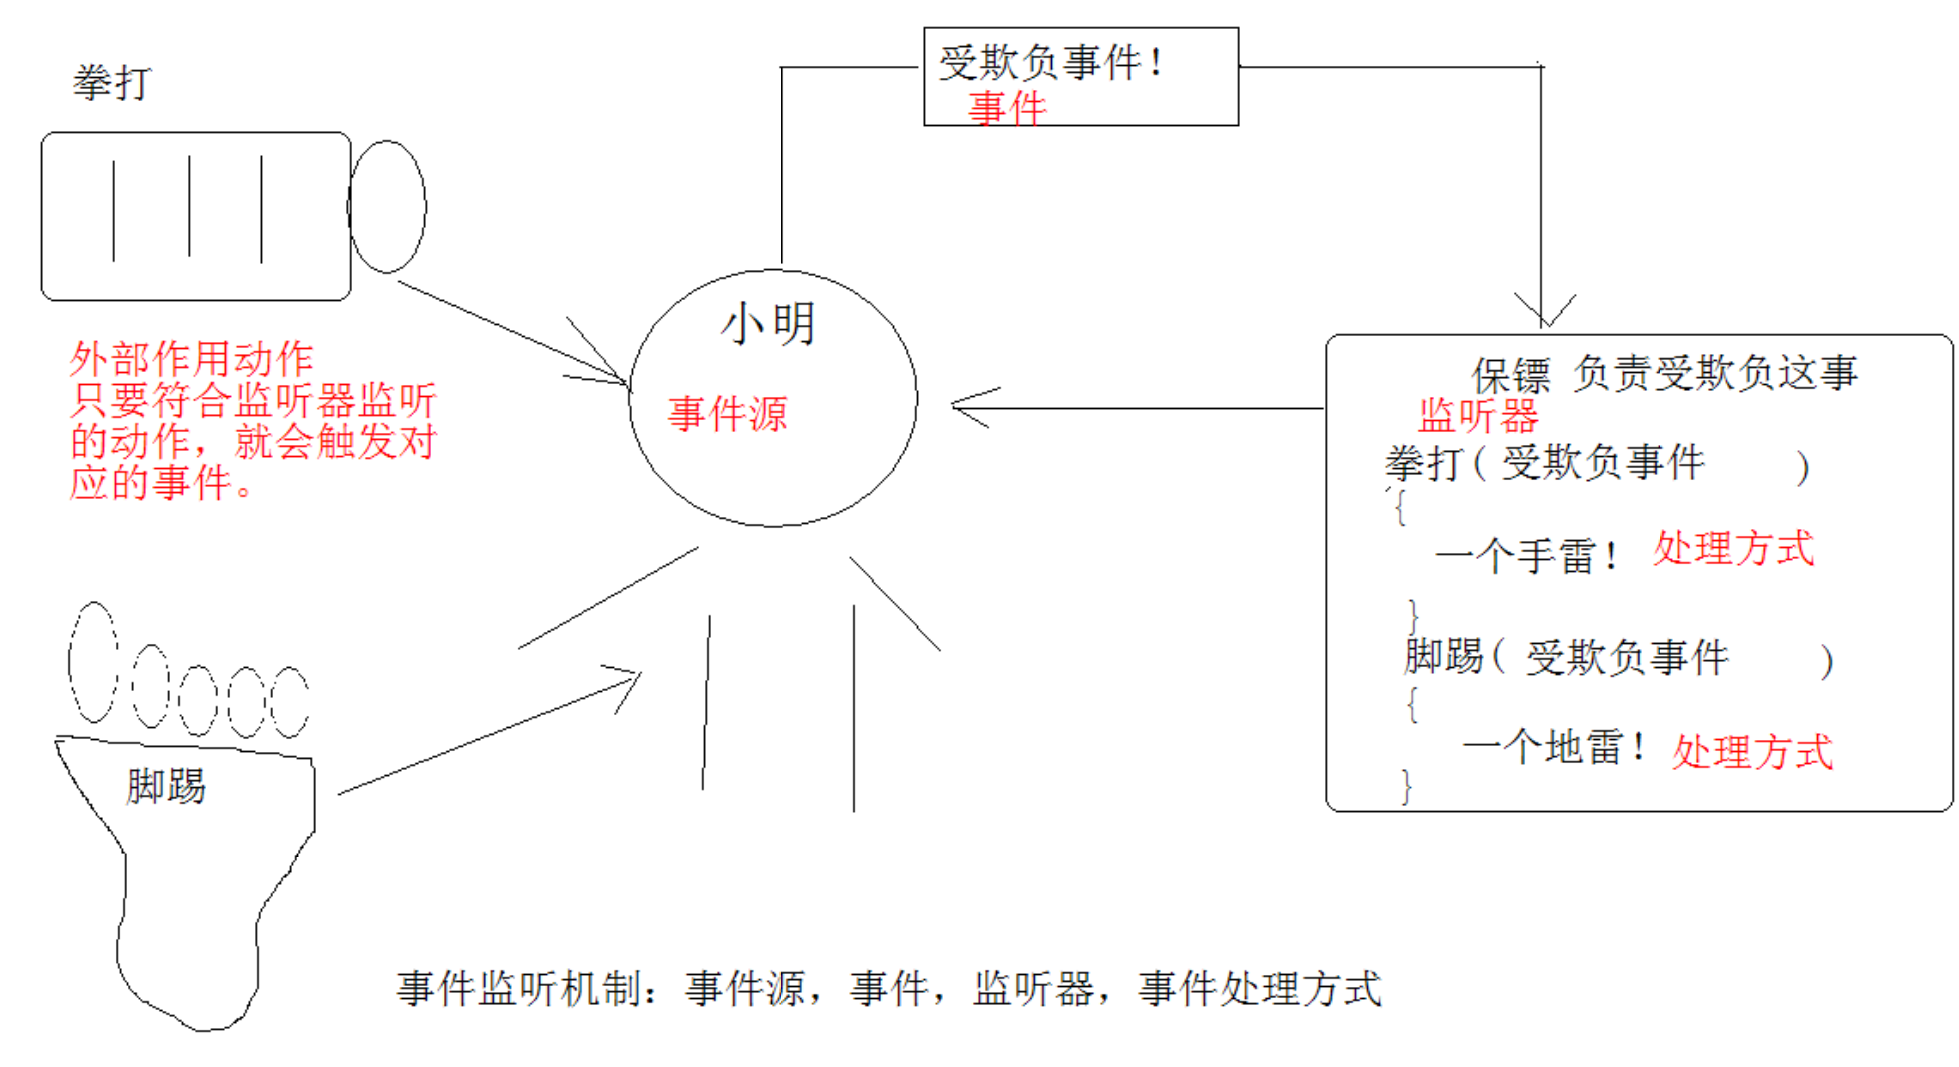 拳打
受欺负事件！
事件
外部作用动作
只要符合监听器监听
的动作，就会触发对
应的事件。
小明
事件源
保镖 负责受欺负这事
监听器
拳打( 受欺负事件 )
{
一个手雷！ 处理方式
}
脚踢( 受欺负事件 )
{
一个地雷！ 处理方式
}
脚踢
事件监听机制：事件源，事件，监听器，事件处理方式